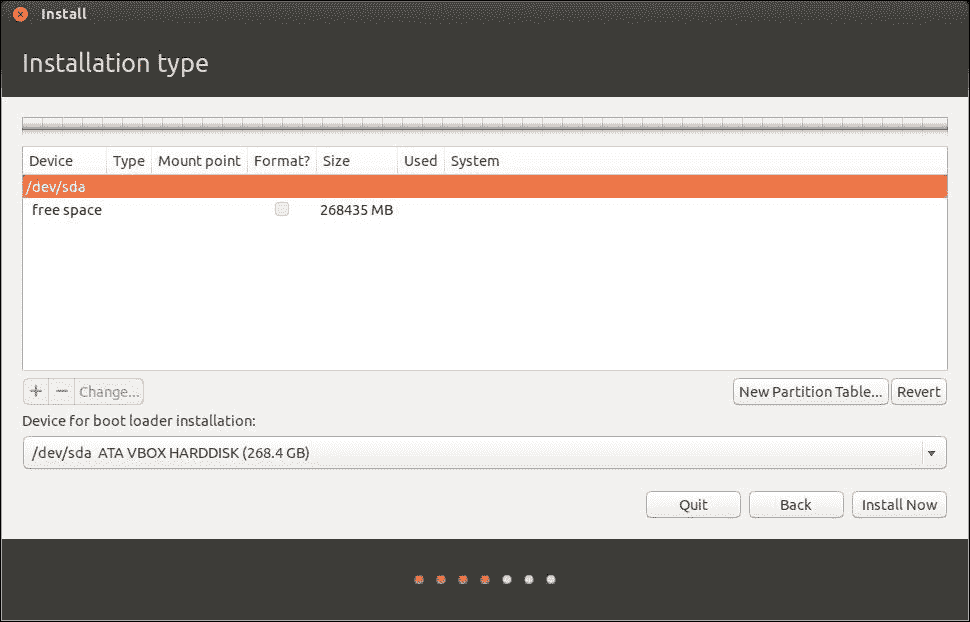 Install
Installation type
Device Type Mount point Format? Size Used System
/dev/sda
free space 268435 MB
+ − Change... New Partition Table... Revert
Device for boot loader installation:
/dev/sda ATA VBOX HARDDISK (268.4 GB)
Quit Back Install Now